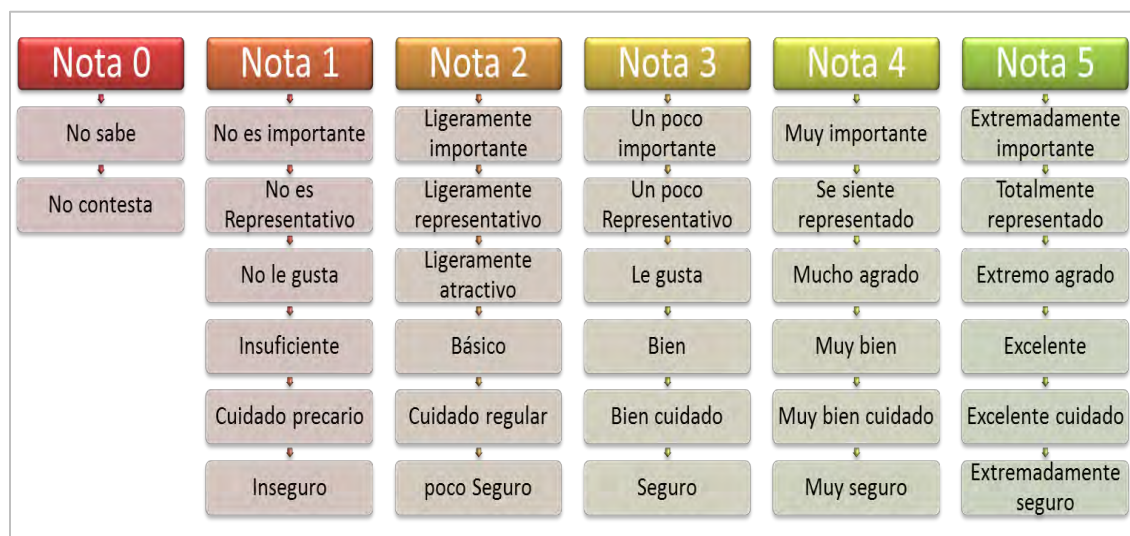 Nota 0
No sabe
No contesta
Nota 1
No es importante
No es
Representativo
No le gusta
Insuficiente
Cuidado precario
Inseguro
Nota 2
Ligeramente
importante
Ligeramente
representativo
Ligeramente
atractivo
Básico
Cuidado regular
poco Seguro
Nota 3
Un poco
importante
Un poco
Representativo
Le gusta
Bien
Bien cuidado
Seguro
Nota 4
Muy importante
Se siente
representado
Mucho agrado
Muy bien
Muy bien cuidado
Muy seguro
Nota 5
Extremadamente
importante
Totalmente
representado
Extremo agrado
Excelente
Excelente cuidado
Extremadamente
seguro